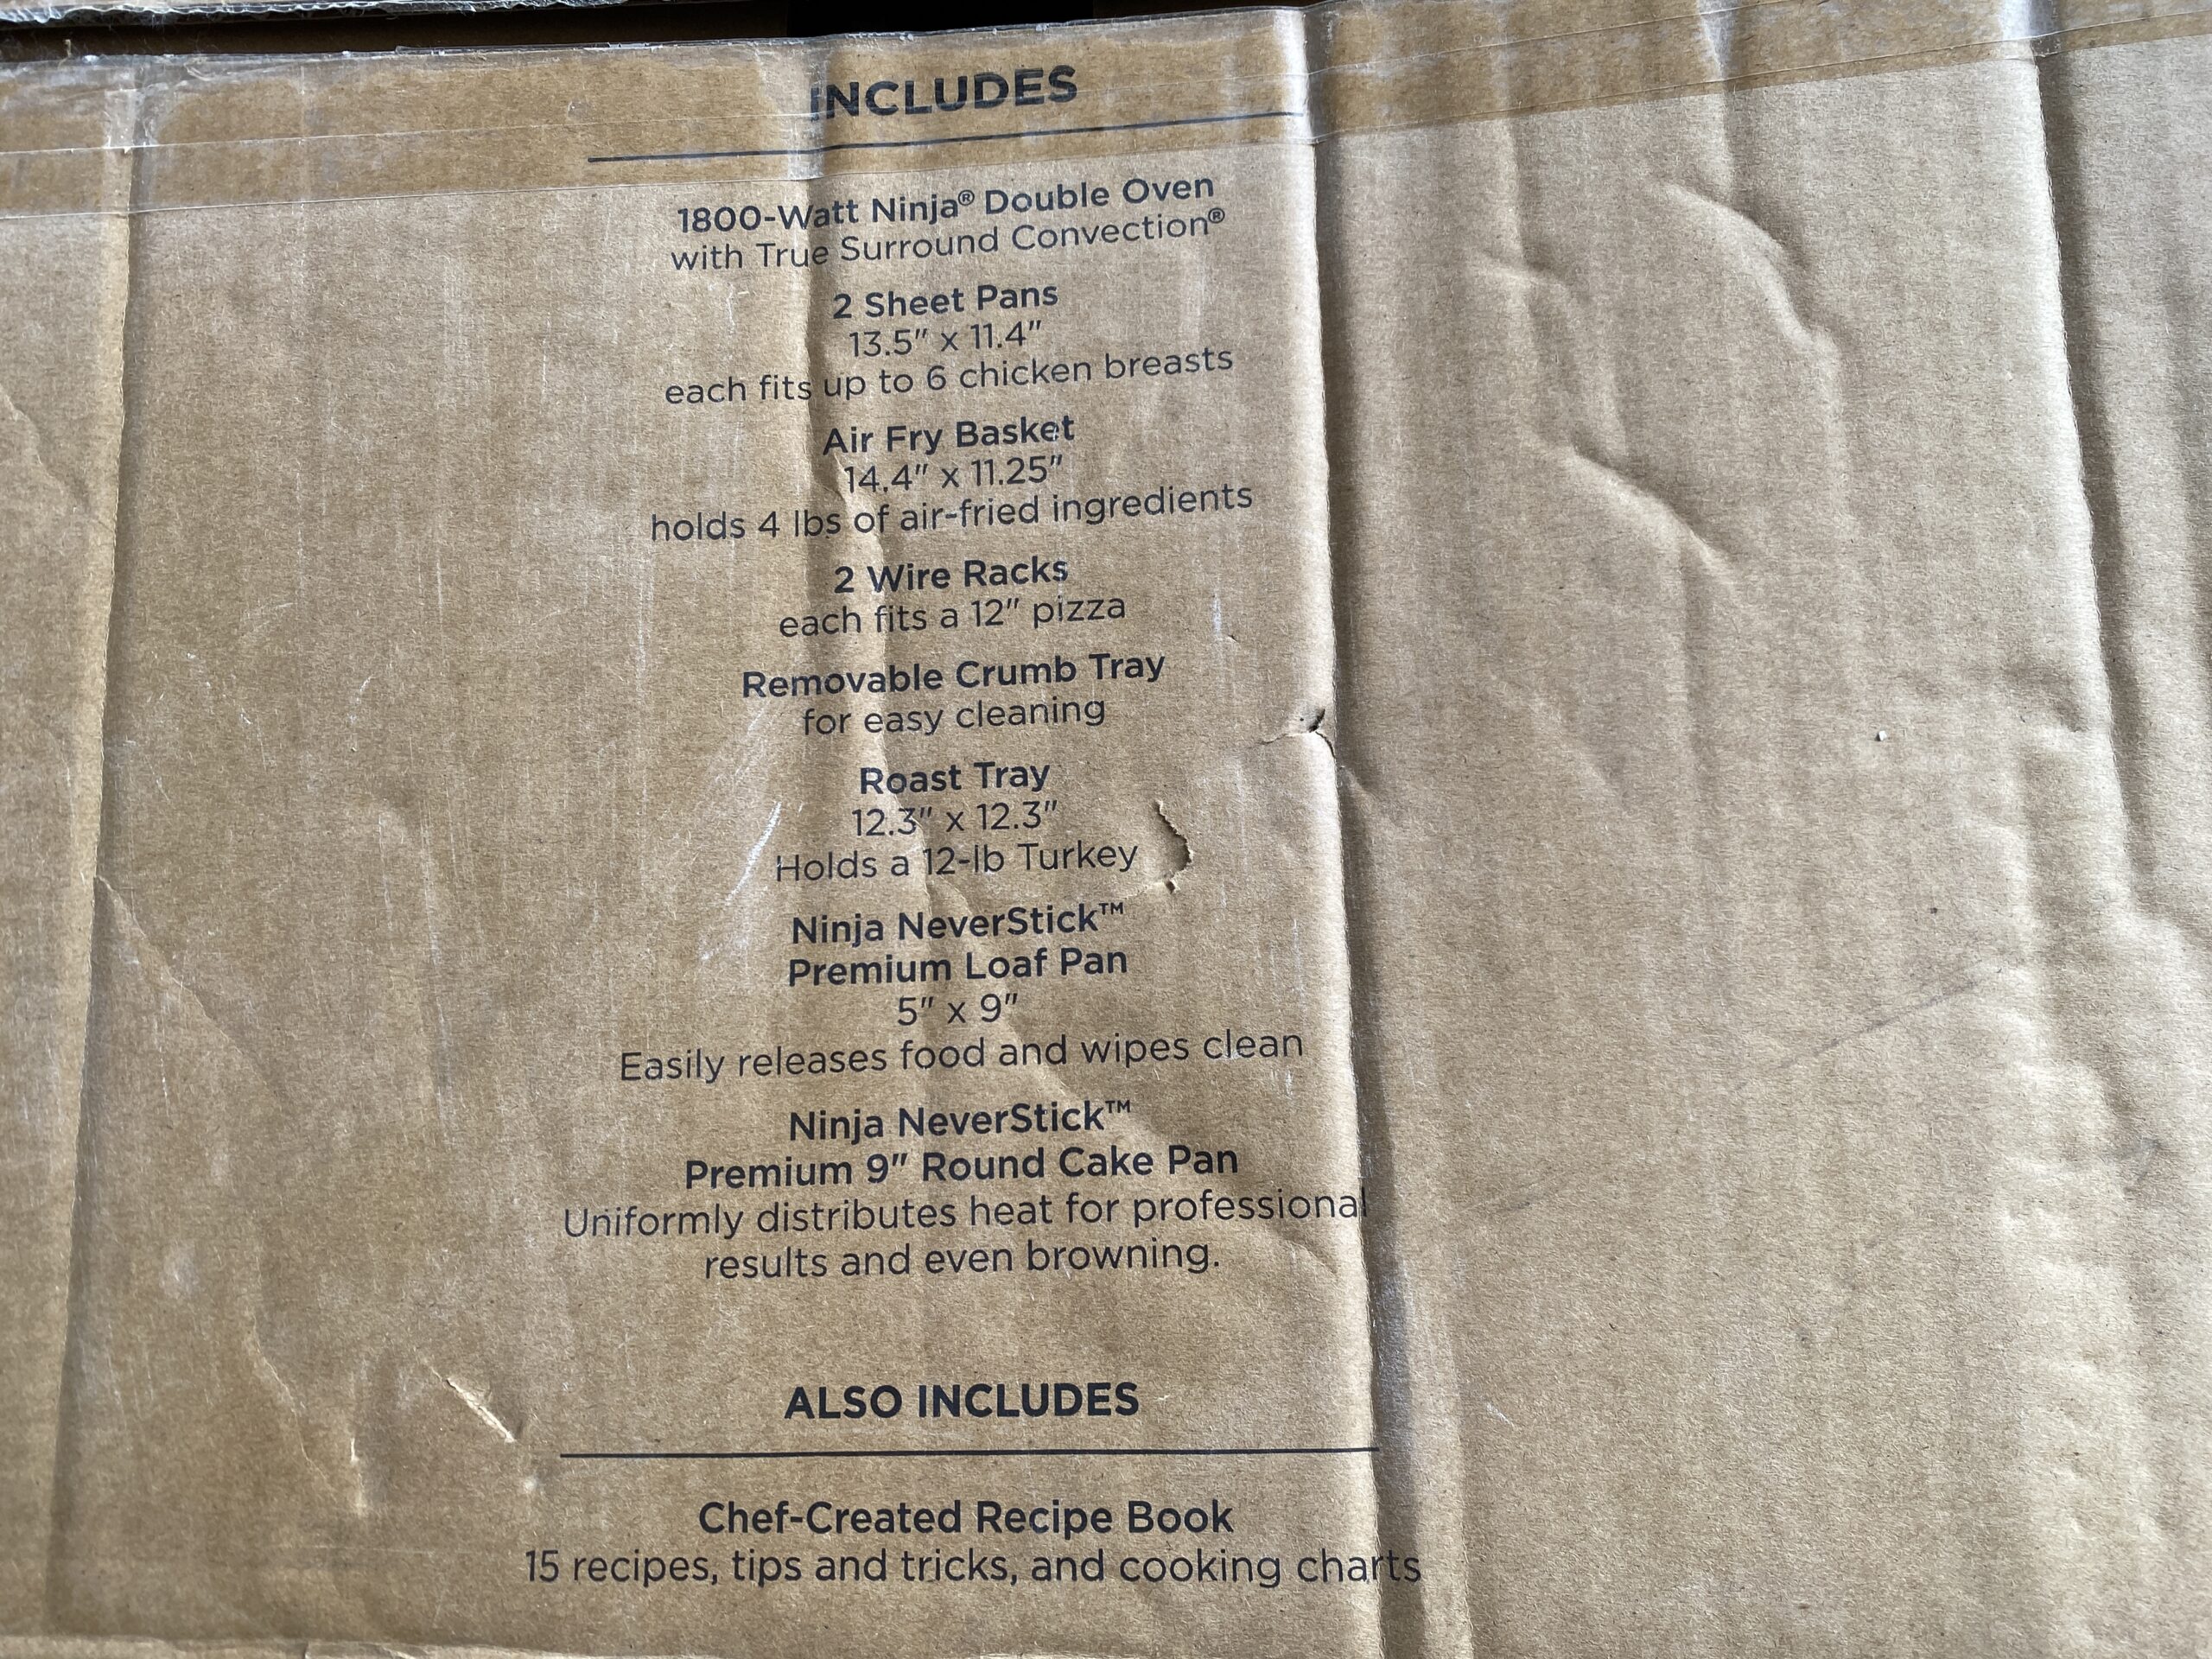 INCLUDES
1800-Watt Ninja® Double Oven
with True Surround Convection®
2 Sheet Pans
13.5" x 11.4"
each fits up to 6 chicken breasts
Air Fry Basket
14.4" x 11.25"
holds 4 lbs of air-fried ingredients
2 Wire Racks
each fits a 12" pizza
Removable Crumb Tray
for easy cleaning
Roast Tray
12.3" x 12.3"
Holds a 12-lb Turkey
Ninja NeverStick™
Premium Loaf Pan
5" x 9"
Easily releases food and wipes clean
Ninja NeverStick™
Premium 9" Round Cake Pan
Uniformly distributes heat for professional
results and even browning.
ALSO INCLUDES
Chef-Created Recipe Book
15 recipes, tips and tricks, and cooking charts